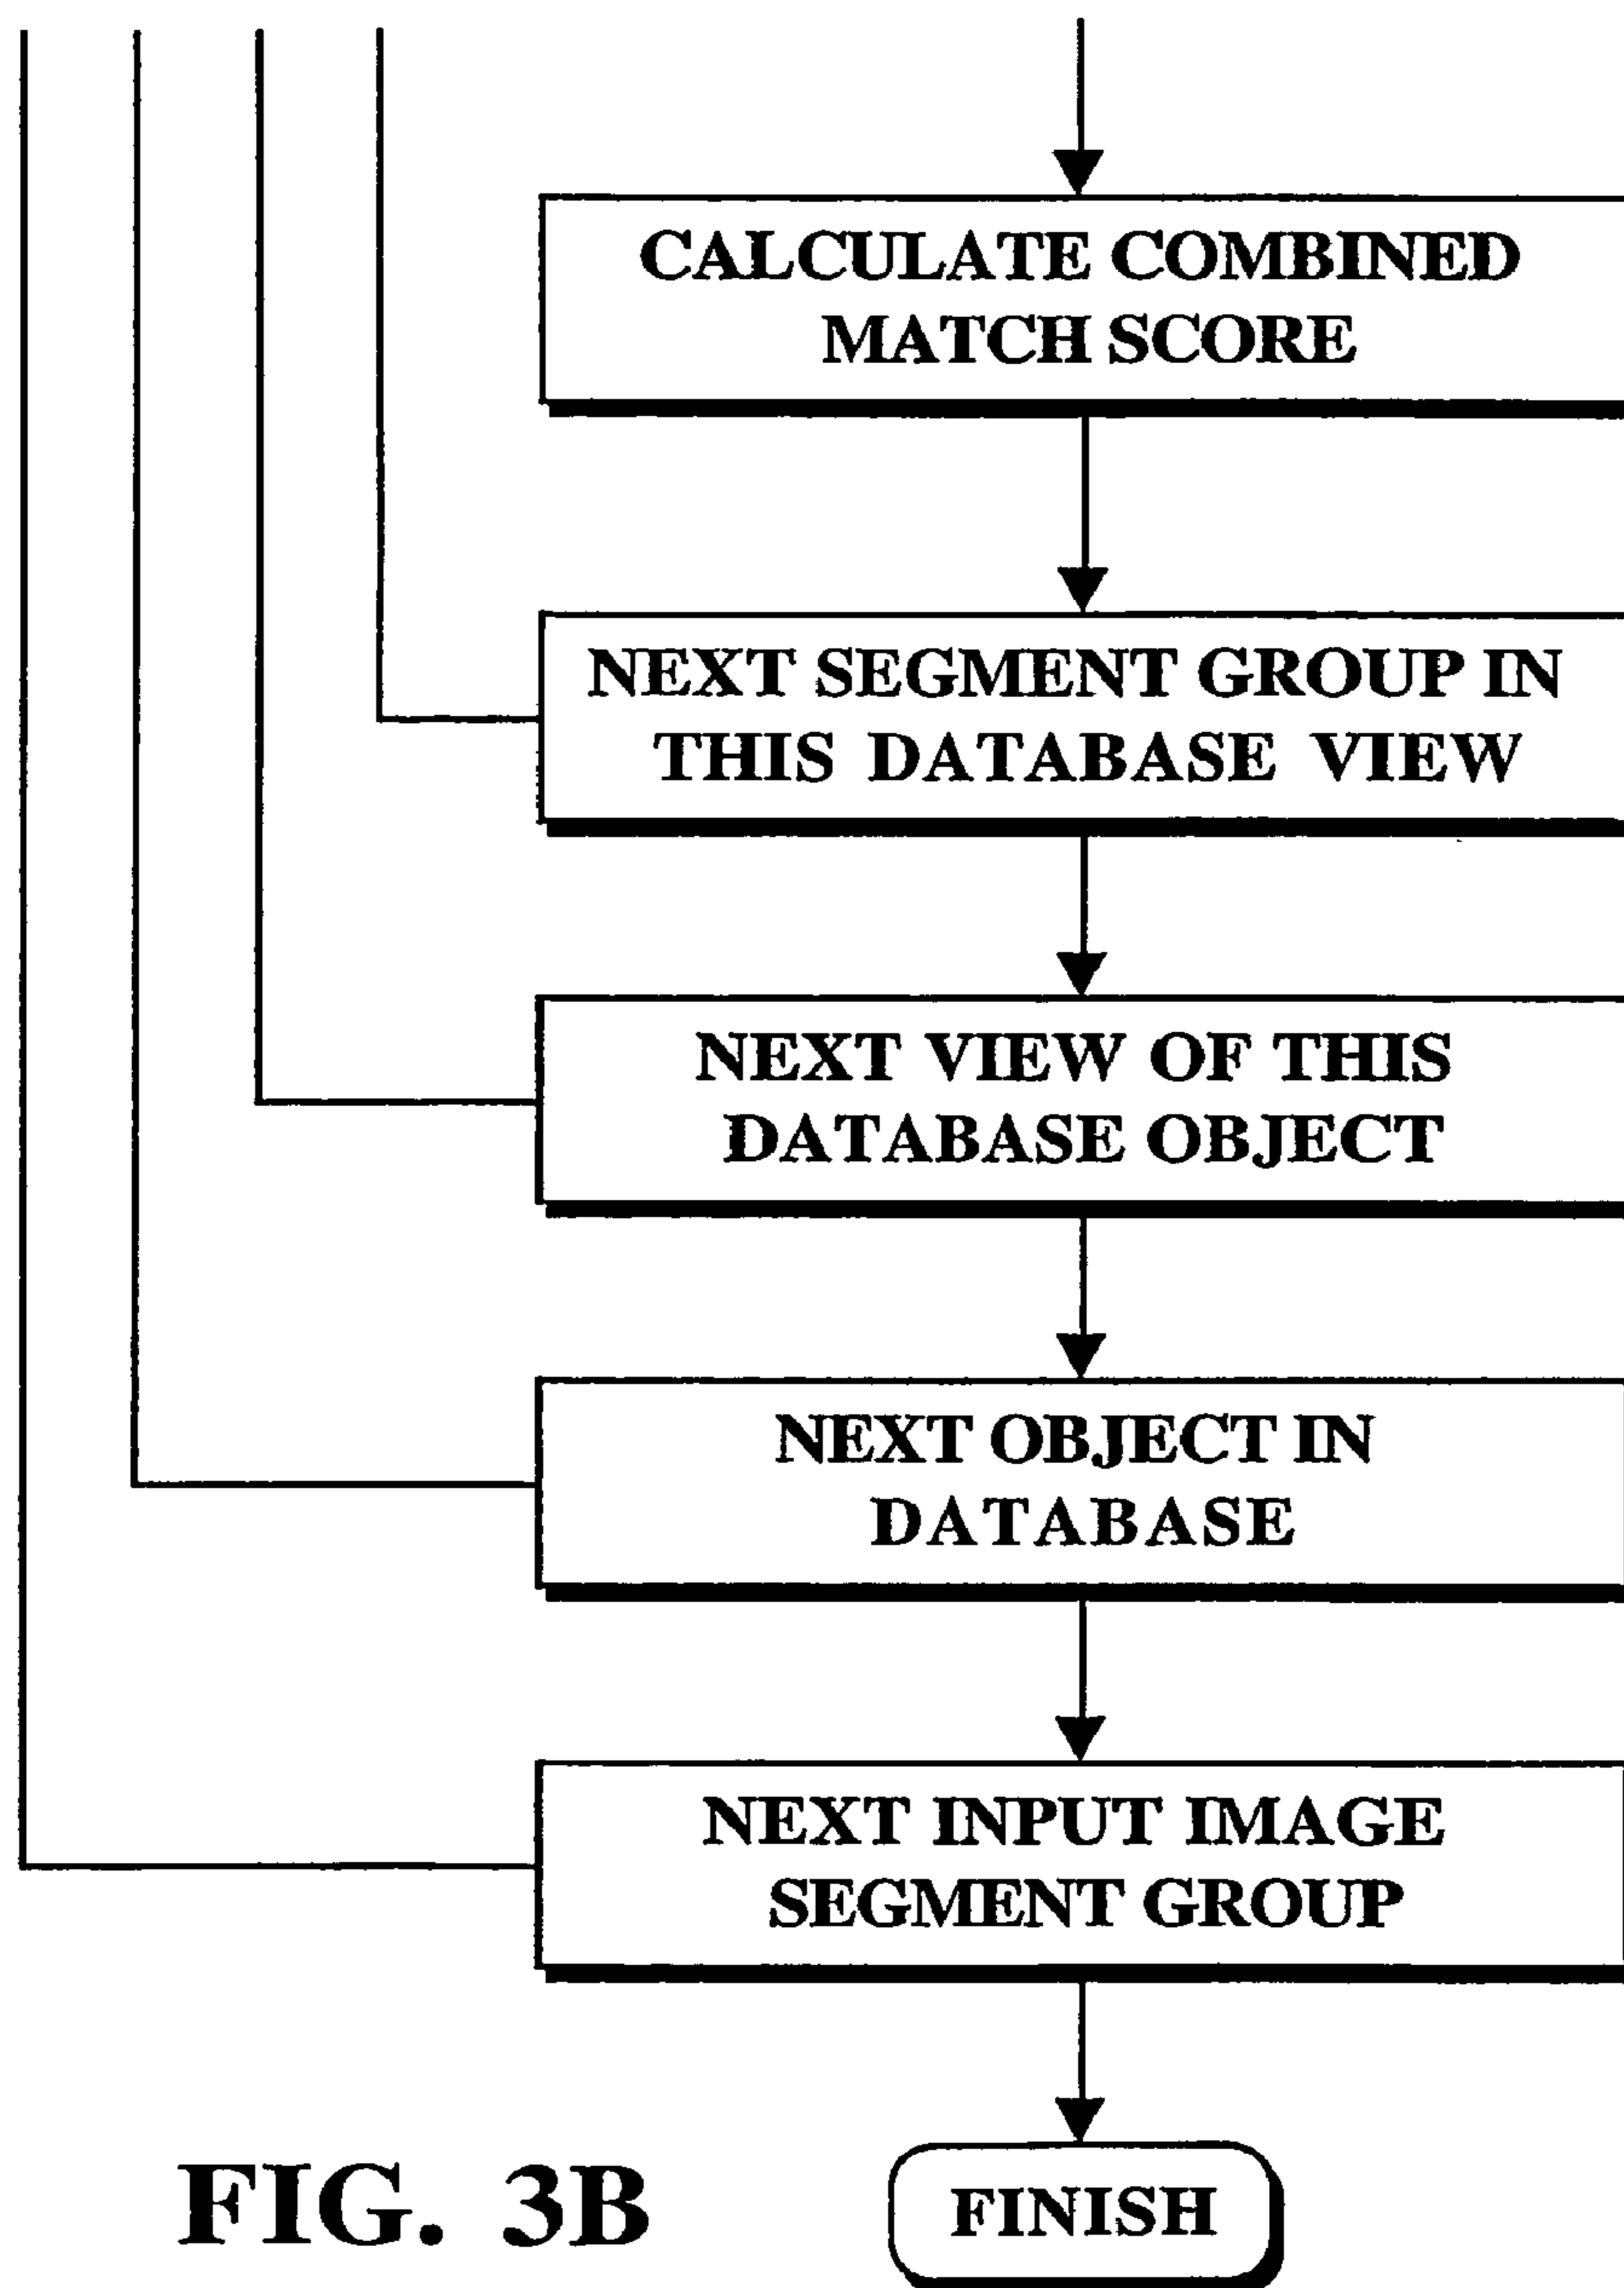 CALCULATE COMBINED
MATCH SCORE
NEXT SEGMENT GROUP IN
THIS DATABASE VIEW
NEXT VIEW OF THIS
DATABASE OBJECT
NEXT OBJECT IN
DATABASE
NEXT INPUT IMAGE
SEGMENT GROUP
FINISH
FIG. 3B